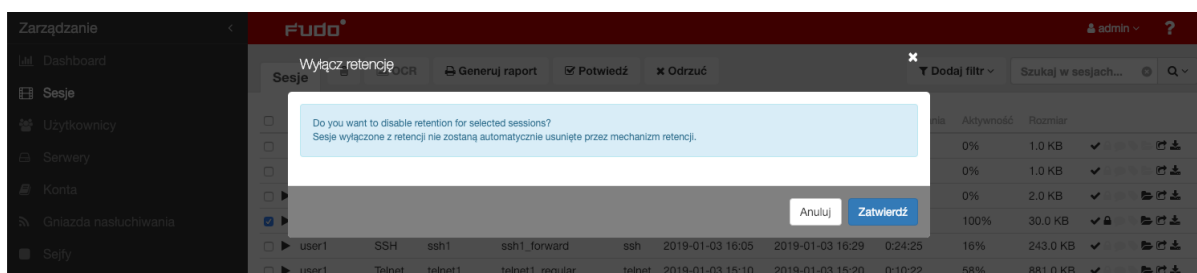 Zarządzanie
Fudo
admin
?
Dashboard
Wyłącz retencję
Sesje
OCR
Generuj raport
Potwiedź
Odrzuć
Dodaj filtr
Szukaj w sesjach...
Sesje
Do you want to disable retention for selected sessions?
Sesje wyłączone z retencji nie zostaną automatycznie usunięte przez mechanizm retencji.
Aktywność Rozmiar
Użytkownicy
0% 1.0 KB
Serwery
0% 1.0 KB
Konta
0% 2.0 KB
Anuluj Zatwierdź
Gniazda nasłuchiwania
100% 30.0 KB
Sejfy
user1 SSH ssh1 ssh1_forward ssh 2019-01-03 16:05 2019-01-03 16:29 0:24:25 16% 243.0 KB
user1 Telnet telnet1 telnet1_regular telnet 2019-01-03 15:10 2019-01-03 15:20 0:10:22 58% 881.0 KB